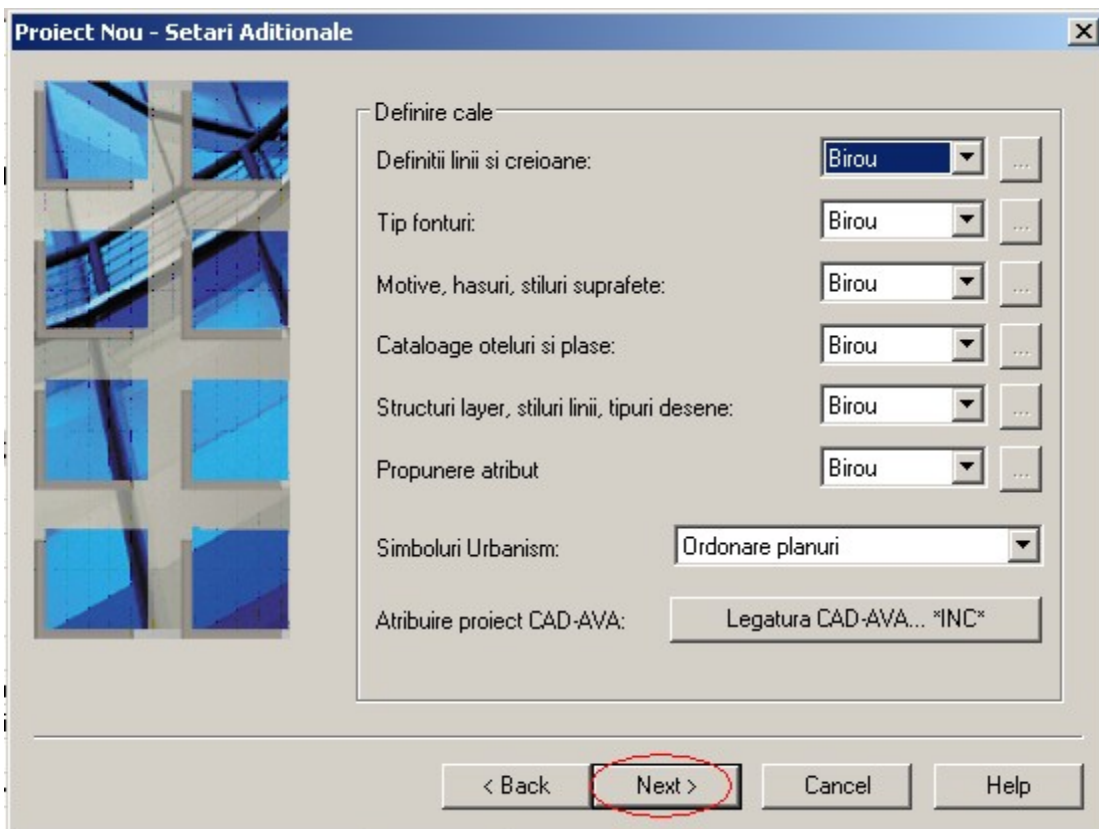 Proiect Nou - Setari Aditionale
Definire cale
Definitii linii si creioane: Birou ...
Tip fonturi: Birou ...
Motive, hasuri, stiluri suprafete: Birou ...
Cataloage oteluri si plase: Birou ...
Structuri layer, stiluri linii, tipuri desene: Birou ...
Propunere atribut Birou ...
Simboluri Urbanism: Ordonare planuri
Atribuire proiect CAD-AVA: Legatura CAD-AVA... *INC*
< Back Next > Cancel Help